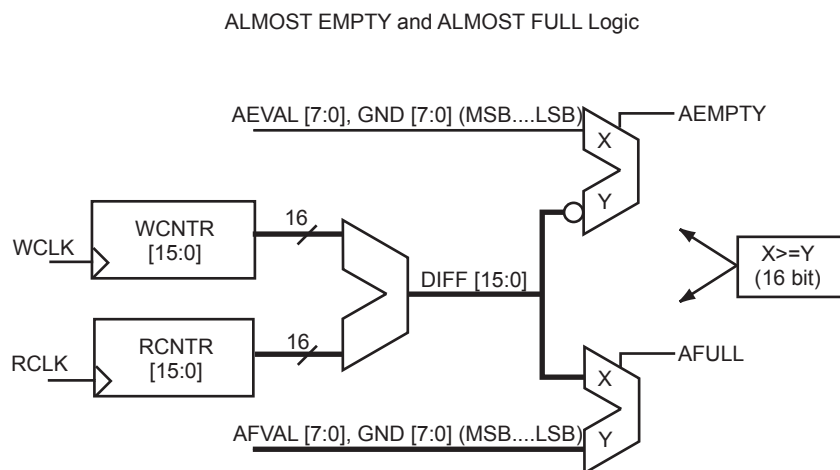 ALMOST EMPTY and ALMOST FULL Logic
AEVAL [7:0], GND [7:0] (MSB....LSB)
X
AEMPTY
Y
WCLK
WCNTR
[15:0]
16
DIFF [15:0]
X>=Y
(16 bit)
RCLK
RCNTR
[15:0]
16
X
AFULL
AFVAL [7:0], GND [7:0] (MSB....LSB)
Y